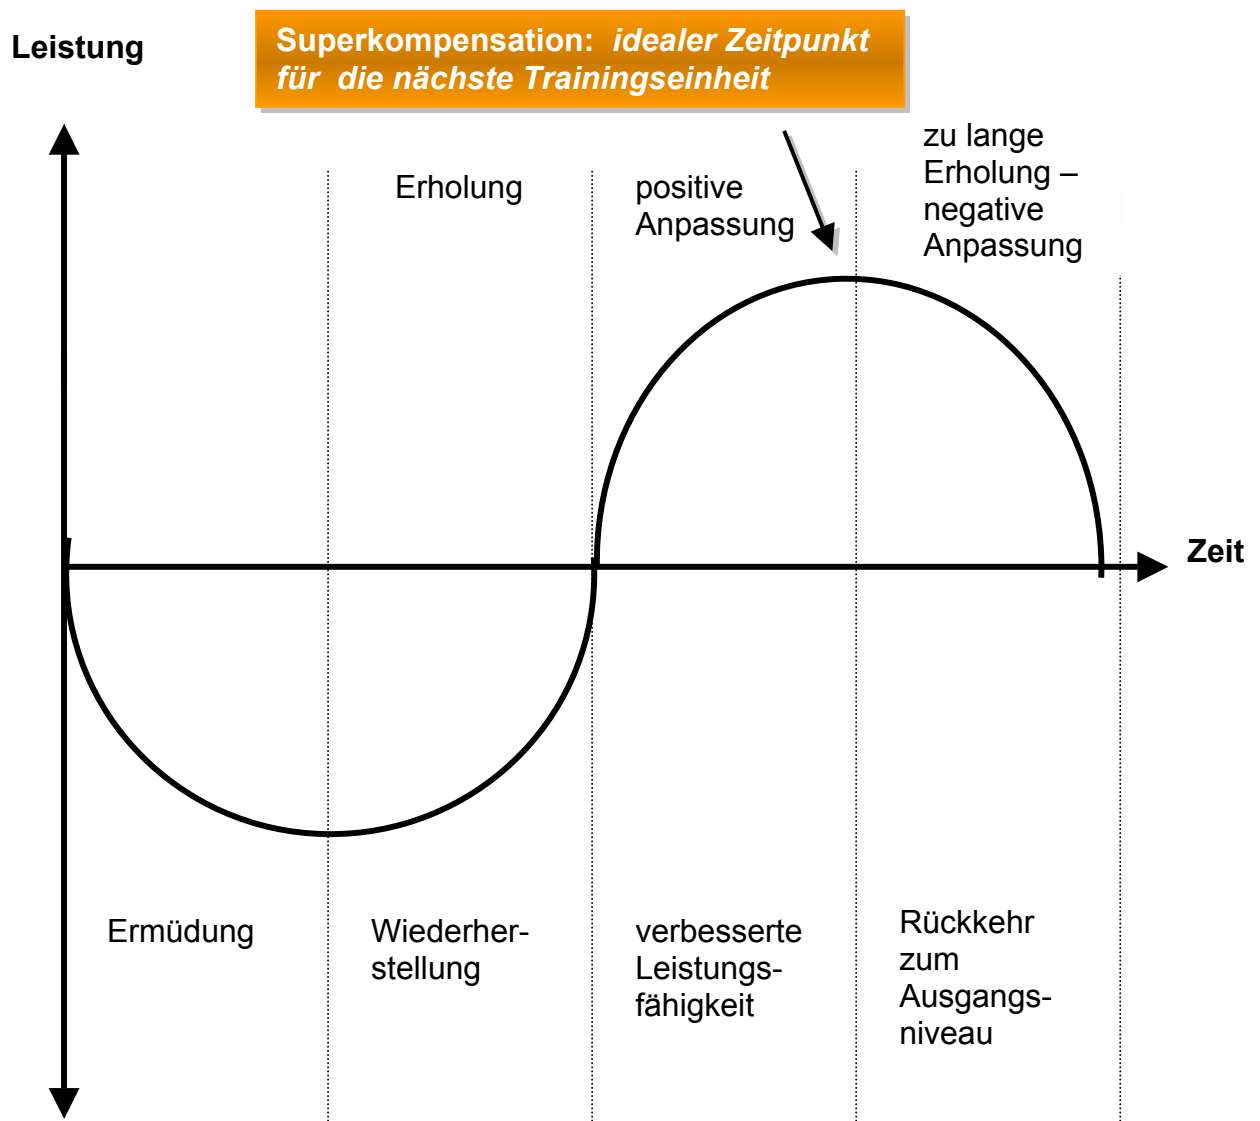 Leistung
Superkompensation: idealer Zeitpunkt
für die nächste Trainingseinheit
Erholung
positive
Anpassung
zu lange
Erholung –
negative
Anpassung
Zeit
Ermüdung
Wiederher-
stellung
verbesserte
Leistungs-
fähigkeit
Rückkehr
zum
Ausgangs-
niveau